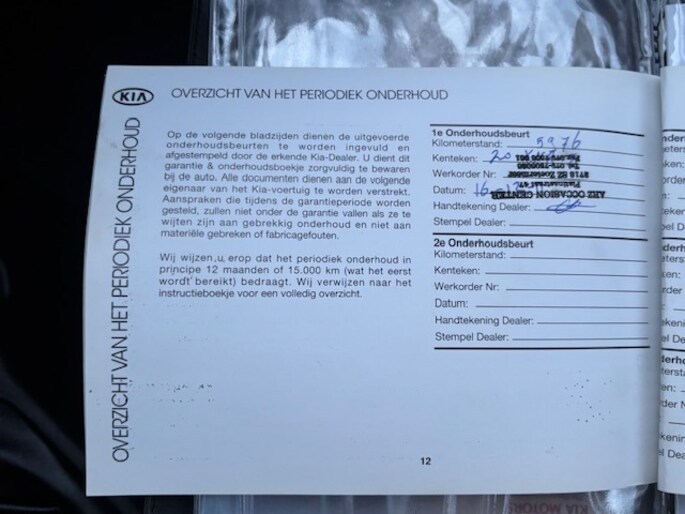 KIA
OVERZICHT VAN HET PERIODIEK ONDERHOUD
OVERZICHT VAN HET PERIODIEK ONDERHOUD
Op de volgende bladzijden dienen de uitgevoerde
onderhoudsbeurten te worden ingevuld en
afgestempeld door de erkende Kia-Dealer. U dient dit
garantie & onderhoudsboekje zorgvuldig te bewaren
bij de auto. Alle documenten dienen aan de volgende
eigenaar van het Kia-voertuig te worden verstrekt.
Aanspraken die tijdens de garantieperiode worden
gesteld, zullen niet onder de garantie vallen als ze te
wijten zijn aan gebrekkig onderhoud en niet aan
materiële gebreken of fabricagefouten.
Wij wijzen u erop dat het periodiek onderhoud in
principe 12 maanden of 15.000 km (wat het eerst
wordt bereikt) bedraagt. Wij verwijzen naar het
instructieboekje voor een volledig overzicht.
1e Onderhoudsbeurt
Kilometerstand: 5976
Kenteken: 20
Werkorder Nr:
Datum: 16
Handtekening Dealer:
Stempel Dealer:
OCCASION CENTER
2e Onderhoudsbeurt
Kilometerstand:
Kenteken:
Werkorder Nr:
Datum:
Handtekening Dealer:
Stempel Dealer:
12
KIA MOTORS